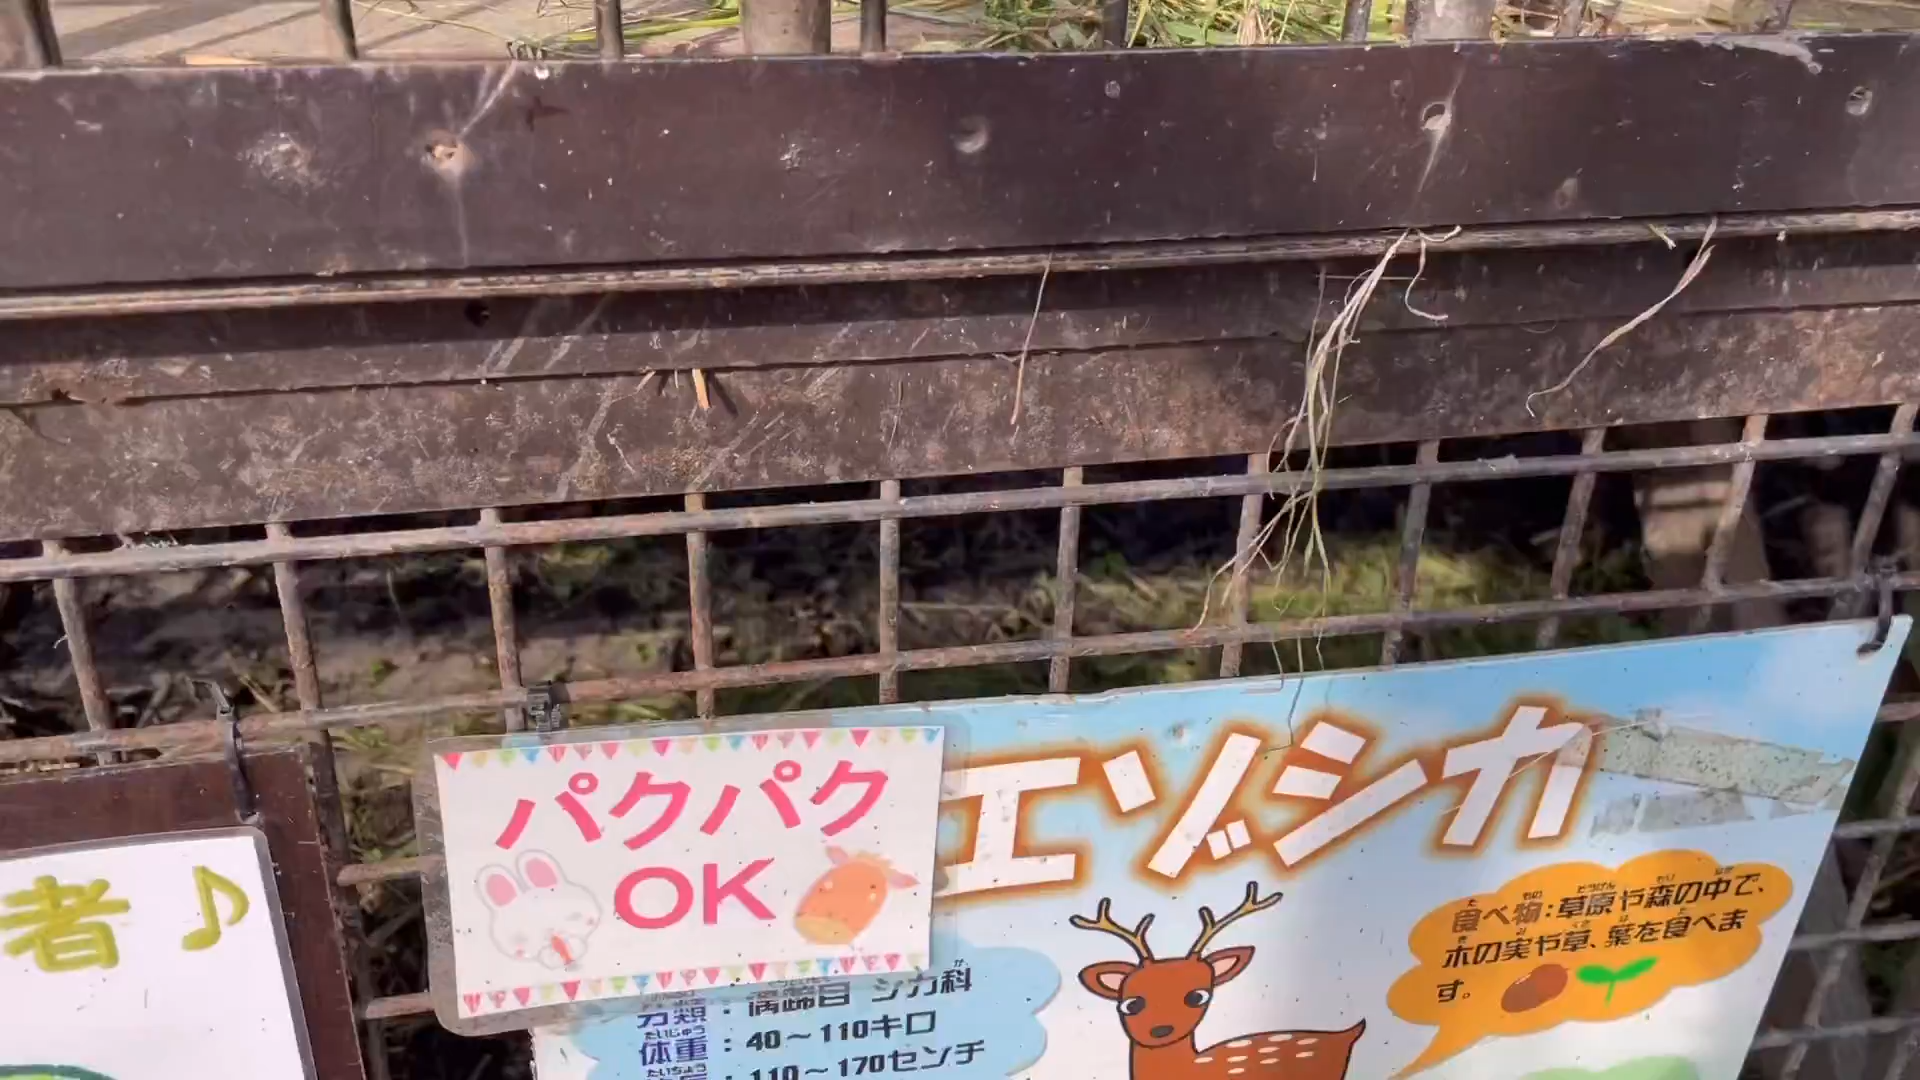 者♪
パクパク
OK
エゾシカ
食べ物：草原や森の中で、
木の実や草、葉を食べま
す。
分類：偶蹄目 シカ科
体重：40～110キロ
：110～170センチ